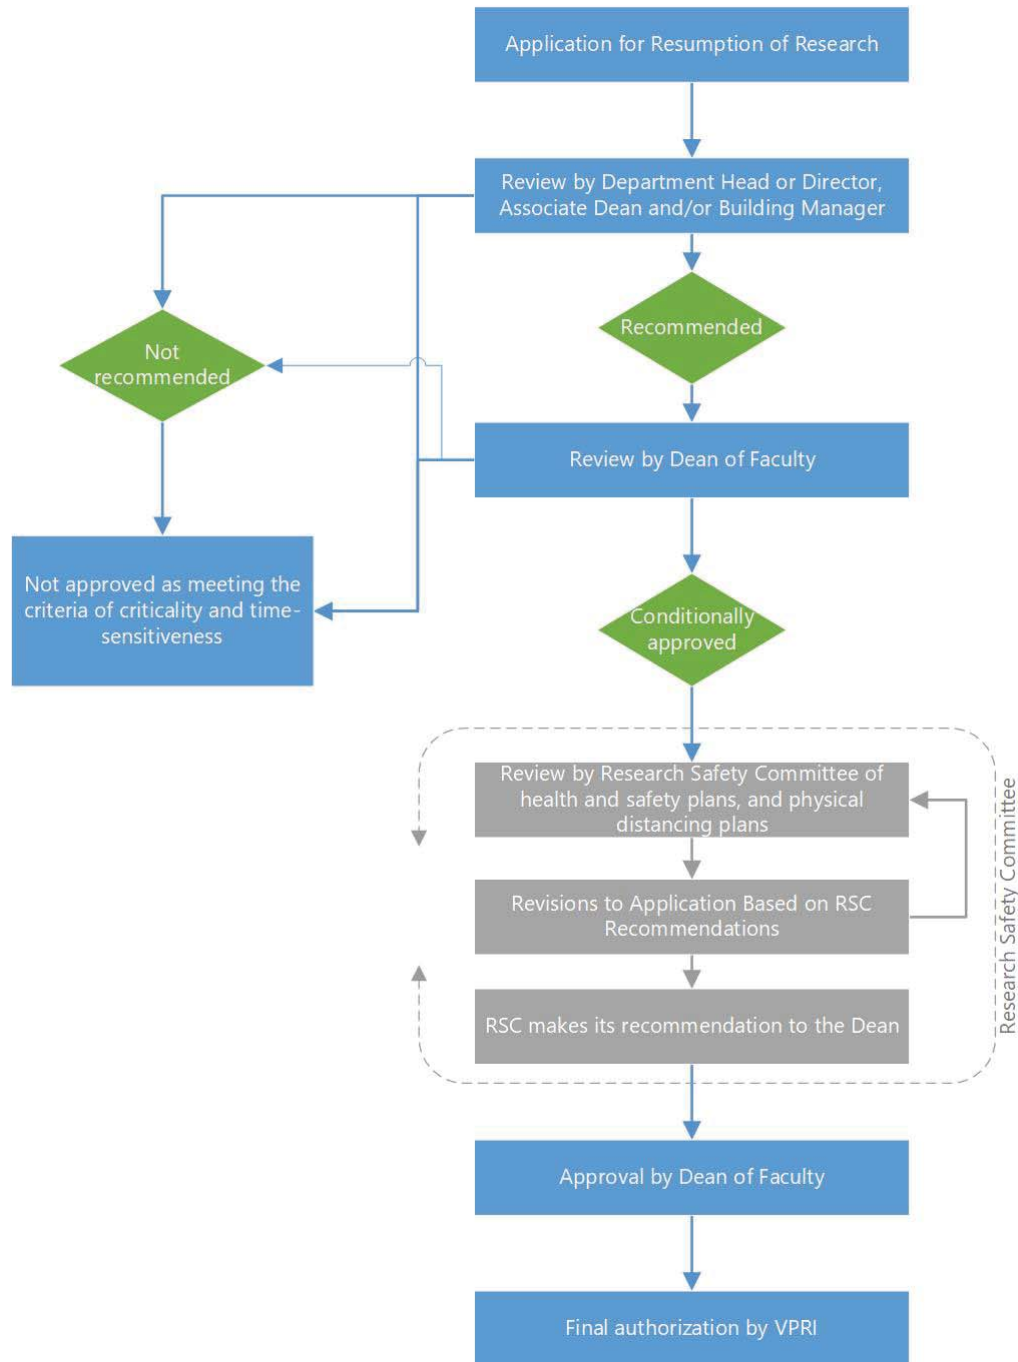 Application for Resumption of Research
Review by Department Head or Director,
Associate Dean and/or Building Manager
Recommended
Not
recommended
Review by Dean of Faculty
Not approved as meeting the
criteria of criticality and time-
sensitiveness
Conditionally
approved
Review by Research Safety Committee of
health and safety plans, and physical
distancing plans
Revisions to Application Based on RSC
Recommendations
RSC makes its recommendation to the Dean
Research Safety Committee
Approval by Dean of Faculty
Final authorization by VPRI